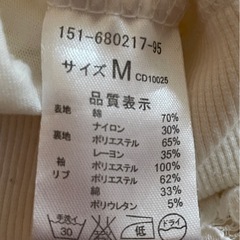 151-680217-95
サイズ M CD10025
品質表示
表地 綿 70%
ナイロン 30%
裏地 ポリエステル 65%
レーヨン 35%
袖 ポリエステル 100%
リブ ポリエステル 62%
綿 33%
ポリウレタン 5%
手洗イ 30
低
ドライ